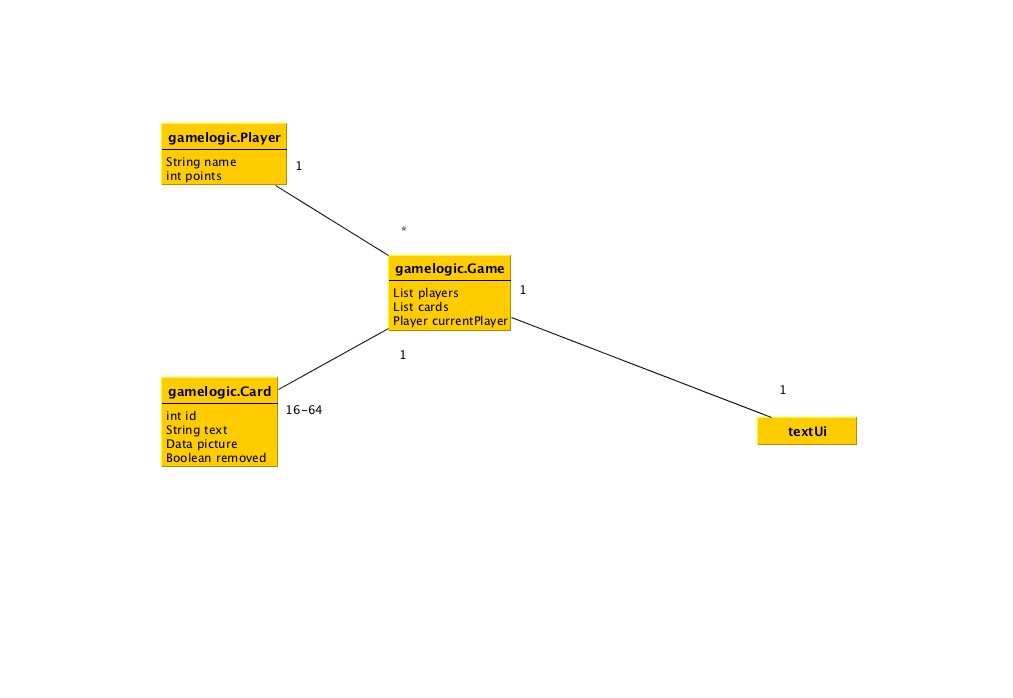 gamelogic.Player
String name
int points
1
*
gamelogic.Game
List players
List cards
Player currentPlayer
1
1
gamelogic.Card
int id
String text
Data picture
Boolean removed
16-64
1
textUi